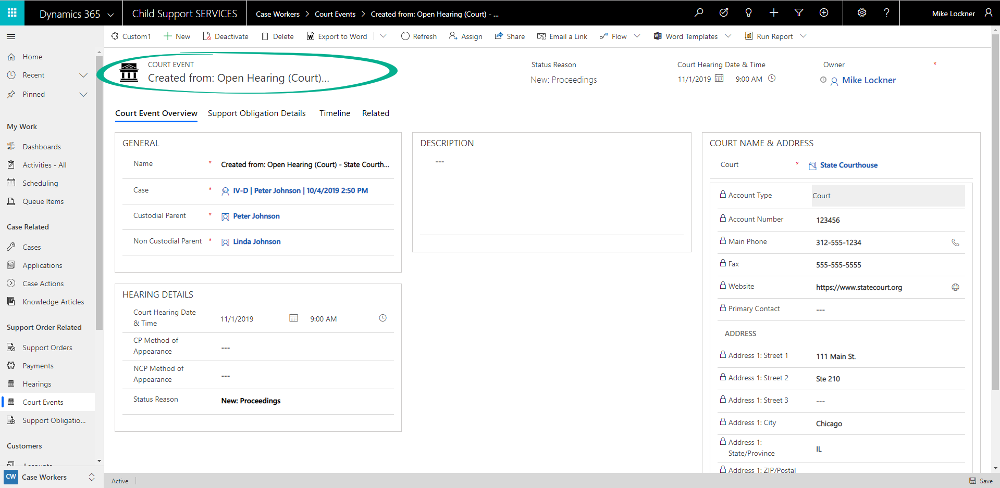 Dynamics 365
Child Support SERVICES
Case Workers > Court Events > Created from: Open Hearing (Court) - ...
Mike Lockner
Custom1
New
Deactivate
Delete
Export to Word
Refresh
Assign
Share
Email a Link
Flow
Word Templates
Run Report
Home
Recent
Pinned
My Work
Dashboards
Activities - All
Scheduling
Queue Items
Case Related
Cases
Applications
Case Actions
Knowledge Articles
Support Order Related
Support Orders
Payments
Hearings
Court Events
Support Obligatio...
Customers
Accounts
CW Case Workers
COURT EVENT
Created from: Open Hearing (Court)...
Status Reason
New: Proceedings
Court Hearing Date & Time
11/1/2019 9:00 AM
Owner *
Mike Lockner
Court Event Overview
Support Obligation Details
Timeline
Related
GENERAL
Name * Created from: Open Hearing (Court) - State Courth...
Case * IV-D | Peter Johnson | 10/4/2019 2:50 PM
Custodial Parent * Peter Johnson
Non Custodial Parent * Linda Johnson
HEARING DETAILS
Court Hearing Date
& Time
11/1/2019 9:00 AM
CP Method of
Appearance
---
NCP Method of
Appearance
---
Status Reason New: Proceedings
DESCRIPTION
---
COURT NAME & ADDRESS
Court * State Courthouse
Account Type Court
Account Number 123456
Main Phone 312-555-1234
Fax 555-555-5555
Website https://www.statecourt.org
Primary Contact ---
ADDRESS
Address 1: Street 1 111 Main St.
Address 1: Street 2 Ste 210
Address 1: Street 3 ---
Address 1: City Chicago
Address 1:
State/Province
IL
Address 1: ZIP/Postal
Active
Save